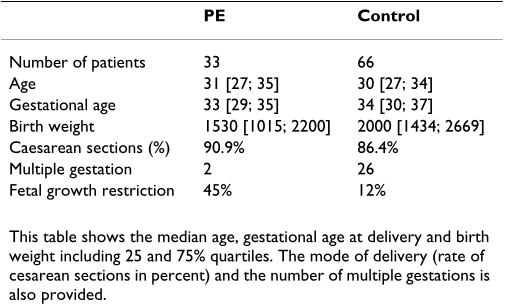 PE Control
Number of patients 33 66
Age 31 [27; 35] 30 [27; 34]
Gestational age 33 [29; 35] 34 [30; 37]
Birth weight 1530 [1015; 2200] 2000 [1434; 2669]
Caesarean sections (%) 90.9% 86.4%
Multiple gestation 2 26
Fetal growth restriction 45% 12%
This table shows the median age, gestational age at delivery and birth
weight including 25 and 75% quartiles. The mode of delivery (rate of
cesarean sections in percent) and the number of multiple gestations is
also provided.